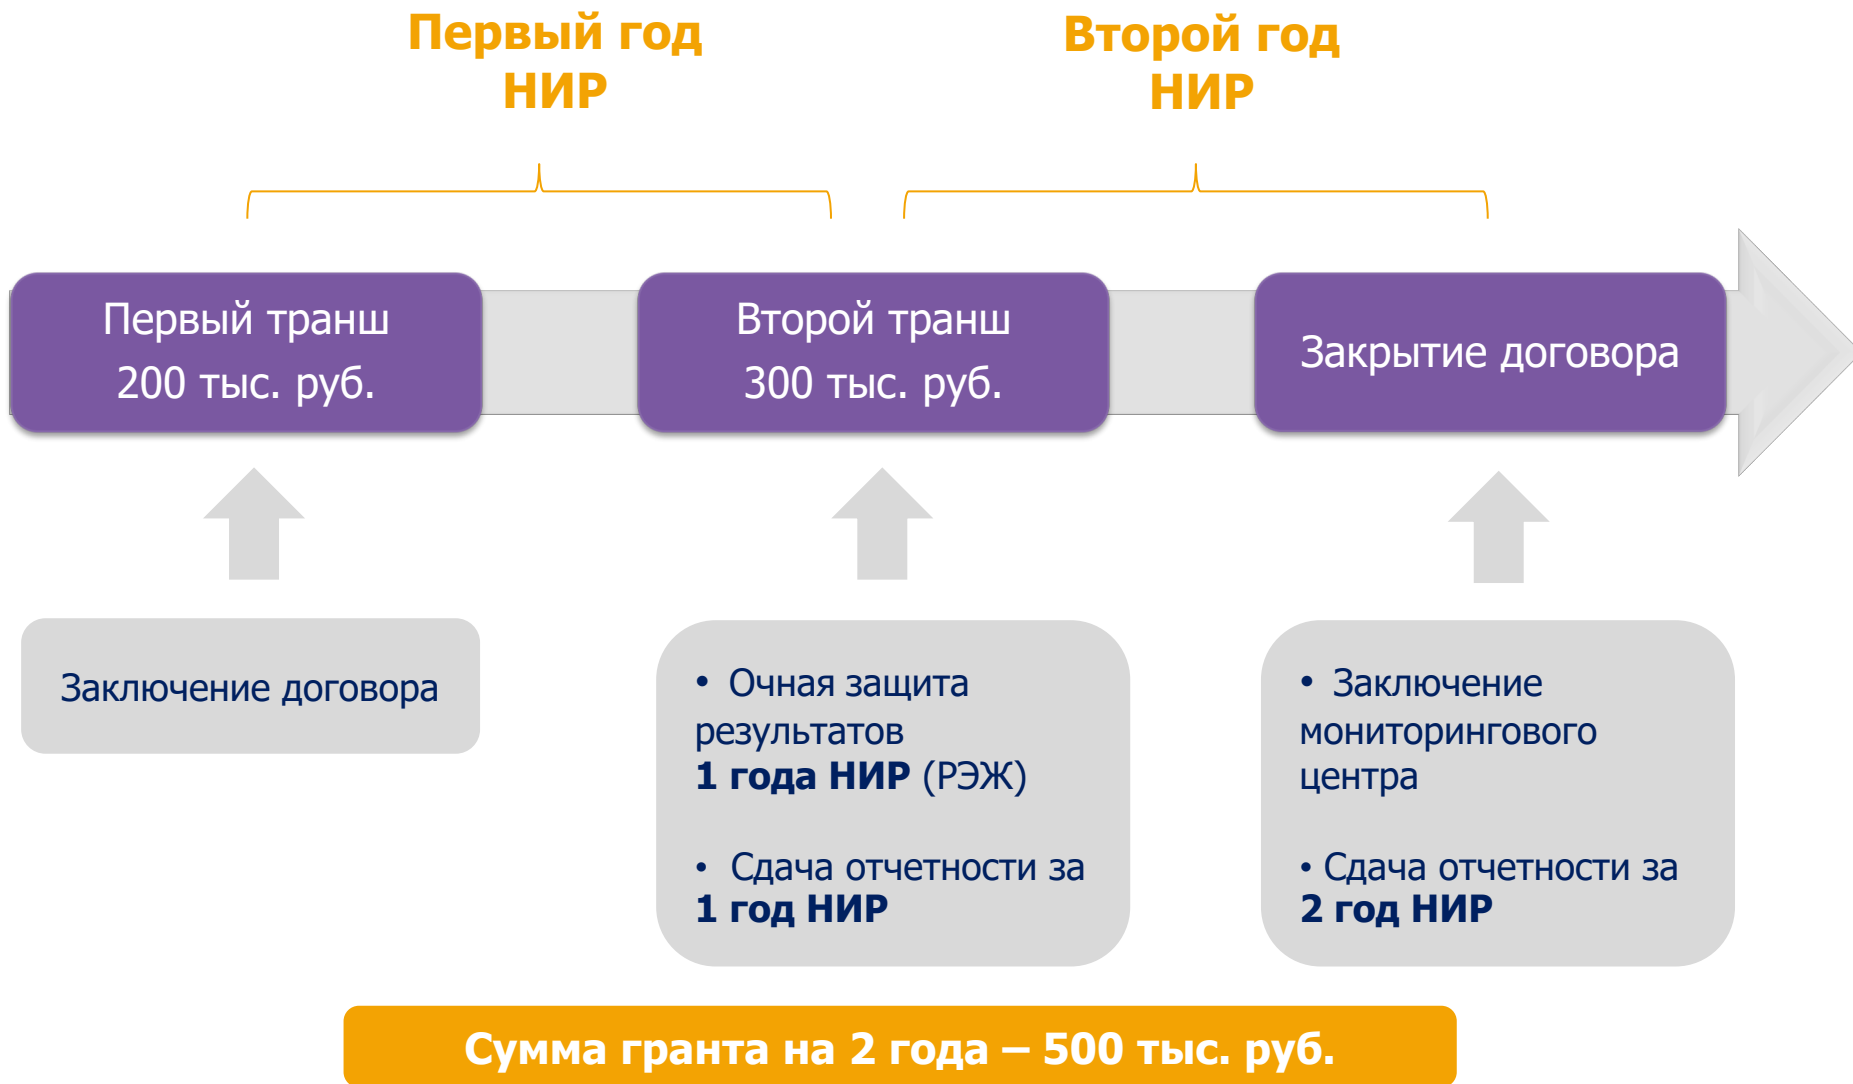 Первый год
НИР
Второй год
НИР
Первый транш
200 тыс. руб.
Второй транш
300 тыс. руб.
Закрытие договора
Заключение договора
• Очная защита
результатов
1 года НИР (РЭЖ)
• Сдача отчетности за
1 год НИР
• Заключение
мониторингового
центра
• Сдача отчетности за
2 год НИР
Сумма гранта на 2 года – 500 тыс. руб.